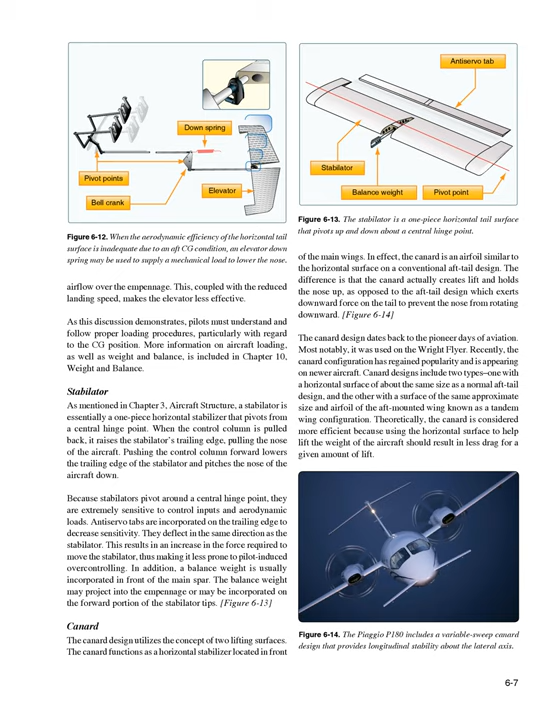 Down spring
Pivot points
Elevator
Bell crank
Figure 6-12. When the aerodynamic efficiency of the horizontal tail
surface is inadequate due to an aft CG condition, an elevator down
spring may be used to supply a mechanical load to lower the nose.
airflow over the empennage. This, coupled with the reduced
landing speed, makes the elevator less effective.
As this discussion demonstrates, pilots must understand and
follow proper loading procedures, particularly with regard
to the CG position. More information on aircraft loading,
as well as weight and balance, is included in Chapter 10,
Weight and Balance.
Stabilator
As mentioned in Chapter 3, Aircraft Structure, a stabilator is
essentially a one-piece horizontal stabilizer that pivots from
a central hinge point. When the control column is pulled
back, it raises the stabilator's trailing edge, pulling the nose
of the aircraft. Pushing the control column forward lowers
the trailing edge of the stabilator and pitches the nose of the
aircraft down.
Because stabilators pivot around a central hinge point, they
are extremely sensitive to control inputs and aerodynamic
loads. Antiservo tabs are incorporated on the trailing edge to
decrease sensitivity. They deflect in the same direction as the
stabilator. This results in an increase in the force required to
move the stabilator, thus making it less prone to pilot-induced
overcontrolling. In addition, a balance weight is usually
incorporated in front of the main spar. The balance weight
may project into the empennage or may be incorporated on
the forward portion of the stabilator tips. [Figure 6-13]
Canard
The canard design utilizes the concept of two lifting surfaces.
The canard functions as a horizontal stabilizer located in front
Antiservo tab
Stabilator
Balance weight
Pivot point
Figure 6-13. The stabilator is a one-piece horizontal tail surface
that pivots up and down about a central hinge point.
of the main wings. In effect, the canard is an airfoil similar to
the horizontal surface on a conventional aft-tail design. The
difference is that the canard actually creates lift and holds
the nose up, as opposed to the aft-tail design which exerts
downward force on the tail to prevent the nose from rotating
downward. [Figure 6-14]
The canard design dates back to the pioneer days of aviation.
Most notably, it was used on the Wright Flyer. Recently, the
canard configuration has regained popularity and is appearing
on newer aircraft. Canard designs include two types–one with
a horizontal surface of about the same size as a normal aft-tail
design, and the other with a surface of the same approximate
size and airfoil of the aft-mounted wing known as a tandem
wing configuration. Theoretically, the canard is considered
more efficient because using the horizontal surface to help
lift the weight of the aircraft should result in less drag for a
given amount of lift.
Figure 6-14. The Piaggio P180 includes a variable-sweep canard
design that provides longitudinal stability about the lateral axis.
6-7